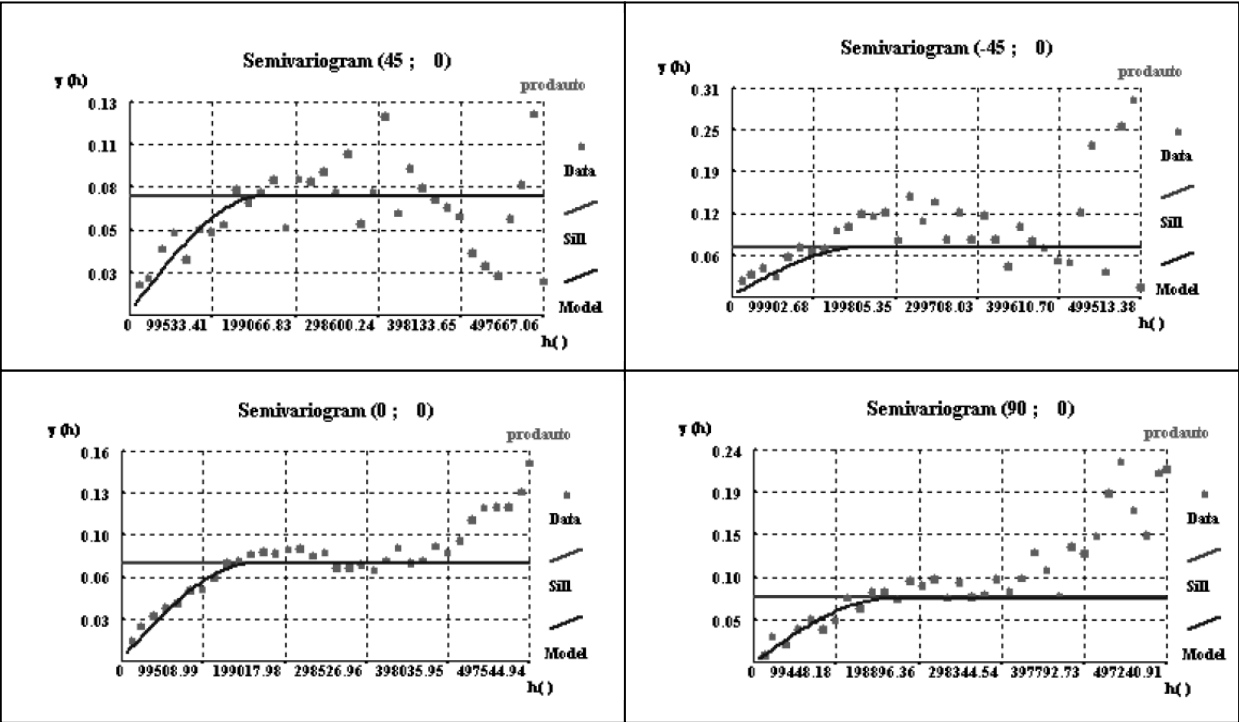 Semivariogram (45 ; 0)
γ (h)
prodauto
0.13
0.11
0.08
0.05
0.03
Data
Sill
Model
0 99533.41 199066.83 298600.24 398133.65 497667.06
h( )
Semivariogram (-45 ; 0)
γ (h)
prodauto
0.31
0.25
0.19
0.12
0.06
Data
Sill
Model
0 99902.68 199805.35 299708.03 399610.70 499513.38
h( )
Semivariogram (0 ; 0)
γ (h)
prodauto
0.16
0.13
0.10
0.06
0.03
Data
Sill
Model
0 99508.99 199017.98 298526.96 398035.95 497544.94
h( )
Semivariogram (90 ; 0)
γ (h)
prodauto
0.24
0.19
0.15
0.10
0.05
Data
Sill
Model
0 99448.18 198896.36 298344.54 397792.73 497240.91
h( )